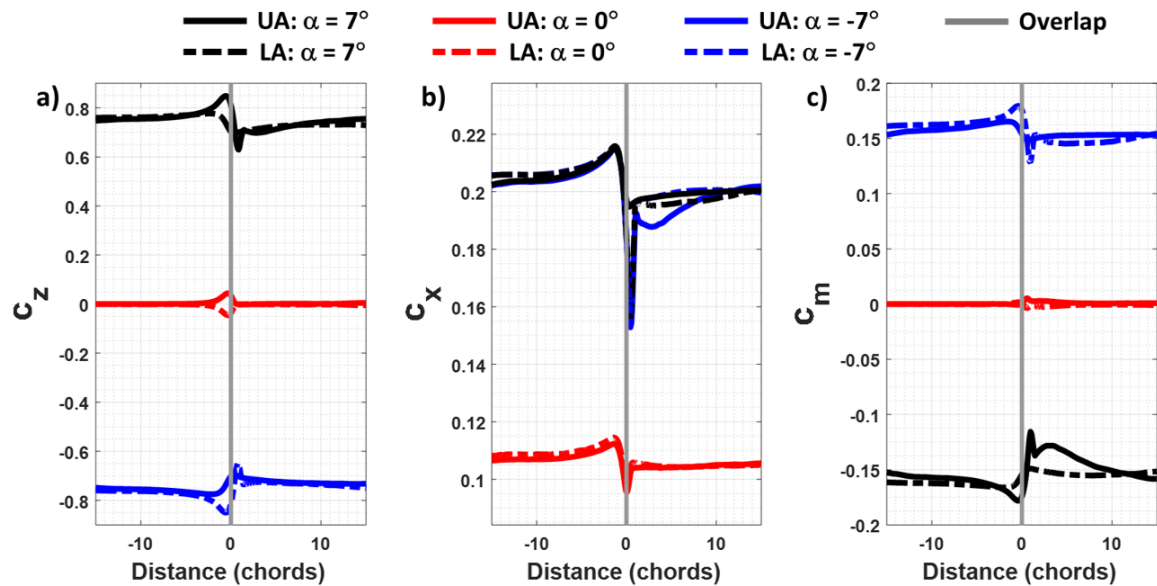 UA: α = 7° UA: α = 0° UA: α = -7° Overlap
LA: α = 7° LA: α = 0° LA: α = -7°
a) b) c)
0.8
0.6
0.4
0.2
0
-0.2
-0.4
-0.6
-0.8
c_z
-10 0 10
Distance (chords)
0.22
0.2
0.18
0.16
0.14
0.12
0.1
c_x
-10 0 10
Distance (chords)
0.2
0.15
0.1
0.05
0
-0.05
-0.1
-0.15
-0.2
c_m
-10 0 10
Distance (chords)